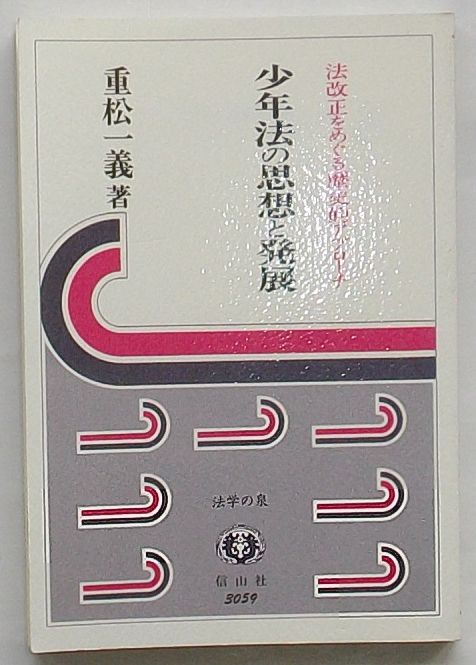 法改正をめぐる歴史的アプローチ
少年法の思想と発展
重松一義 著
法学の泉
信山社
3059